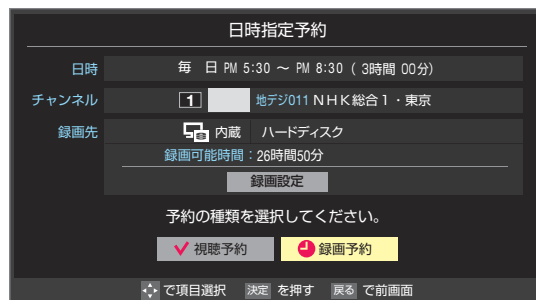 日時指定予約
日時 毎 日 PM 5:30 ～ PM 8:30 ( 3時間 00分)
チャンネル 1 地デジ011 NHK総合1・東京
録画先 内蔵 ハードディスク
録画可能時間：26時間50分
録画設定
予約の種類を選択してください。
視聴予約 録画予約
で項目選択 決定 を押す 戻る で前画面